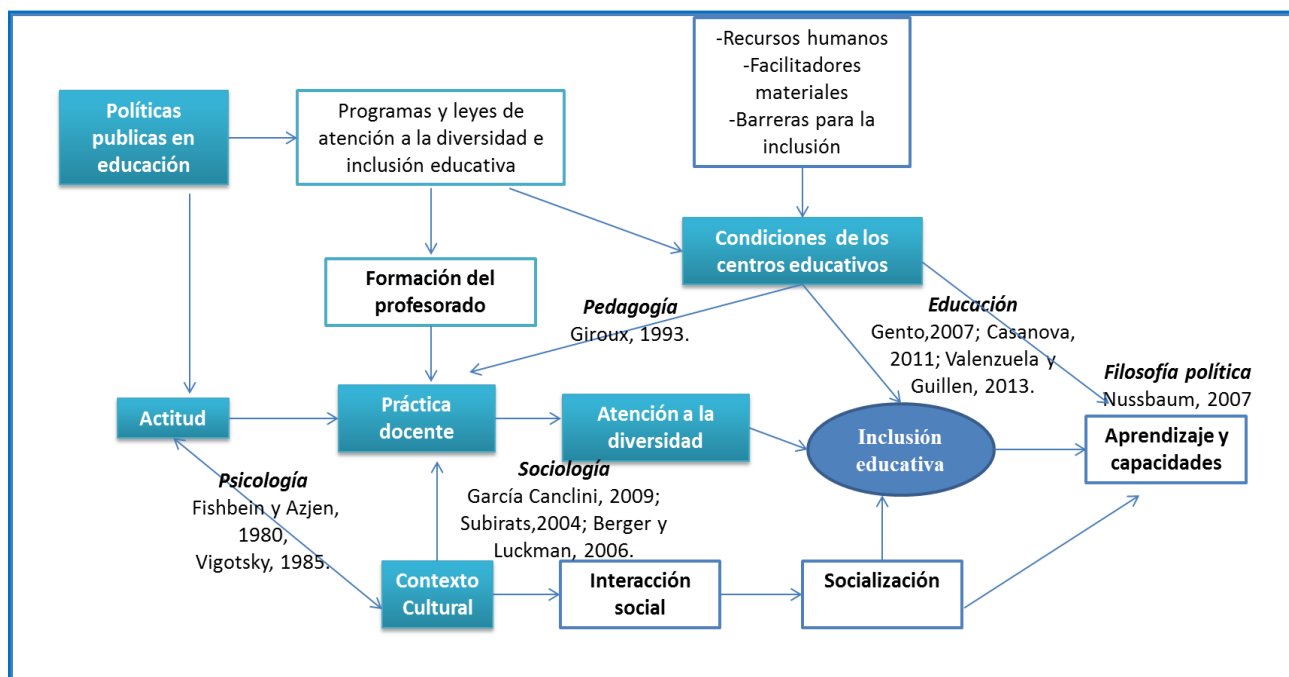 -Recursos humanos
-Facilitadores
materiales
-Barreras para la
inclusión
Políticas
publicas en
educación
Programas y leyes de
atención a la diversidad e
inclusión educativa
Condiciones de los
centros educativos
Formación del
profesorado
Pedagogía
Giroux, 1993.
Educación
Gento,2007; Casanova,
2011; Valenzuela y
Guillen, 2013.
Filosofía política
Nussbaum, 2007
Actitud
Práctica
docente
Atención a la
diversidad
Inclusión
educativa
Aprendizaje y
capacidades
Psicología
Fishbein y Azjen,
1980,
Vigotsky, 1985.
Sociología
García Canclini, 2009;
Subirats,2004; Berger y
Luckman, 2006.
Contexto
Cultural
Interacción
social
Socialización